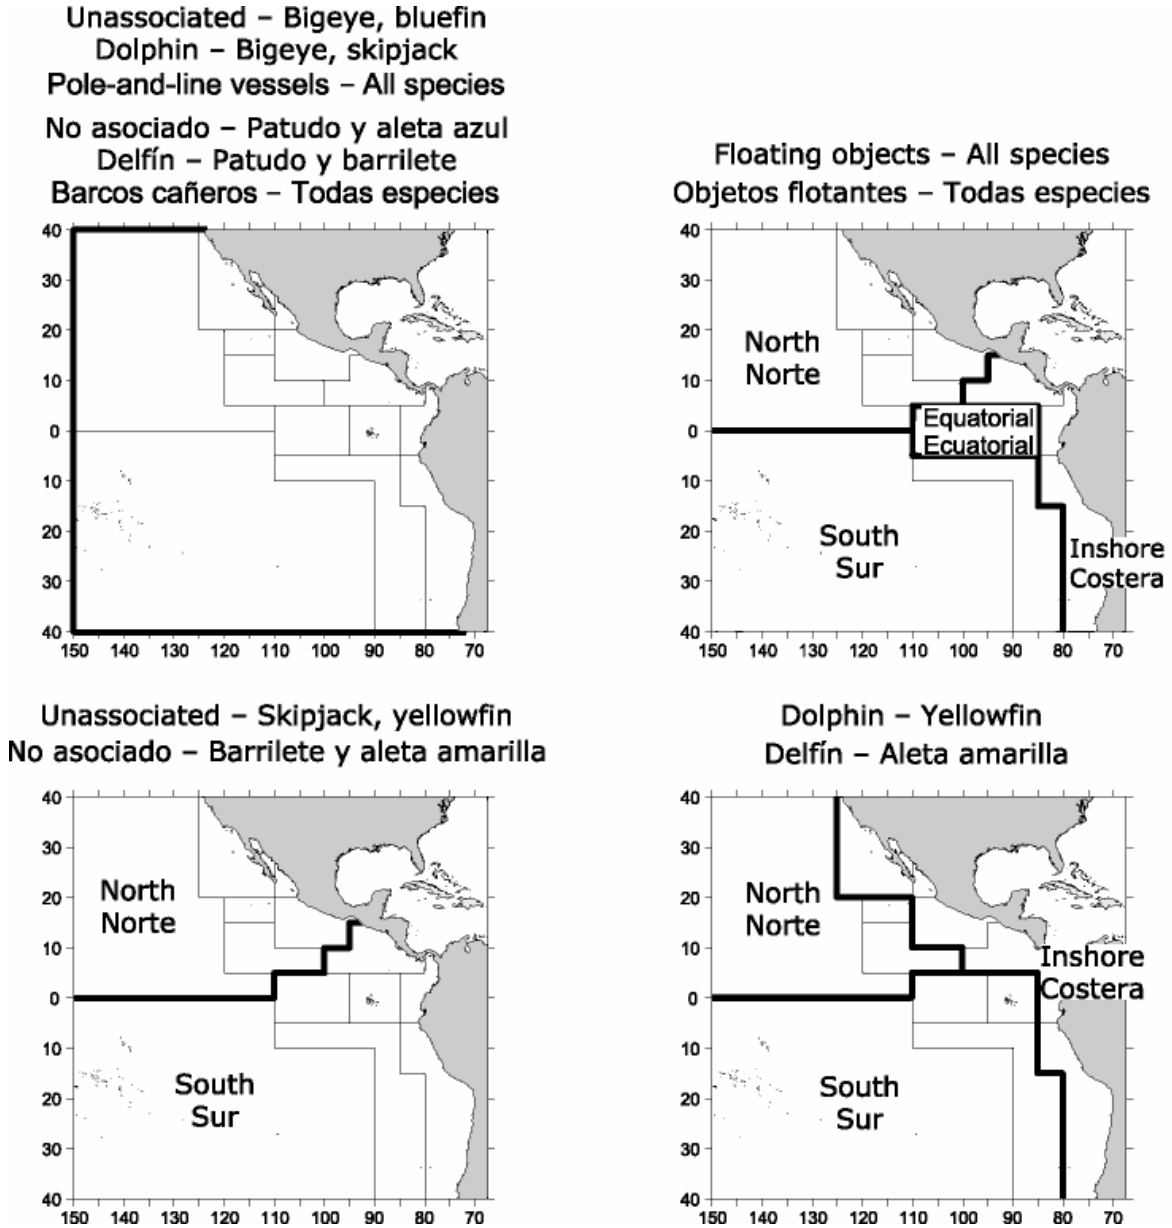 Unassociated – Bigeye, bluefin
Dolphin – Bigeye, skipjack
Pole-and-line vessels – All species
No asociado – Patudo y aleta azul
Delfín – Patudo y barrilete
Barcos cañeros – Todas especies
40
30
20
10
0
10
20
30
40
150 140 130 120 110 100 90 80 70
Floating objects – All species
Objetos flotantes – Todas especies
40
30
20
10
0
10
20
30
40
North
Norte
Equatorial
Ecuatorial
South
Sur
Inshore
Costera
150 140 130 120 110 100 90 80 70
Unassociated – Skipjack, yellowfin
No asociado – Barrilete y aleta amarilla
40
30
20
10
0
10
20
30
40
North
Norte
South
Sur
150 140 130 120 110 100 90 80 70
Dolphin – Yellowfin
Delfín – Aleta amarilla
40
30
20
10
0
10
20
30
40
North
Norte
Inshore
Costera
South
Sur
150 140 130 120 110 100 90 80 70